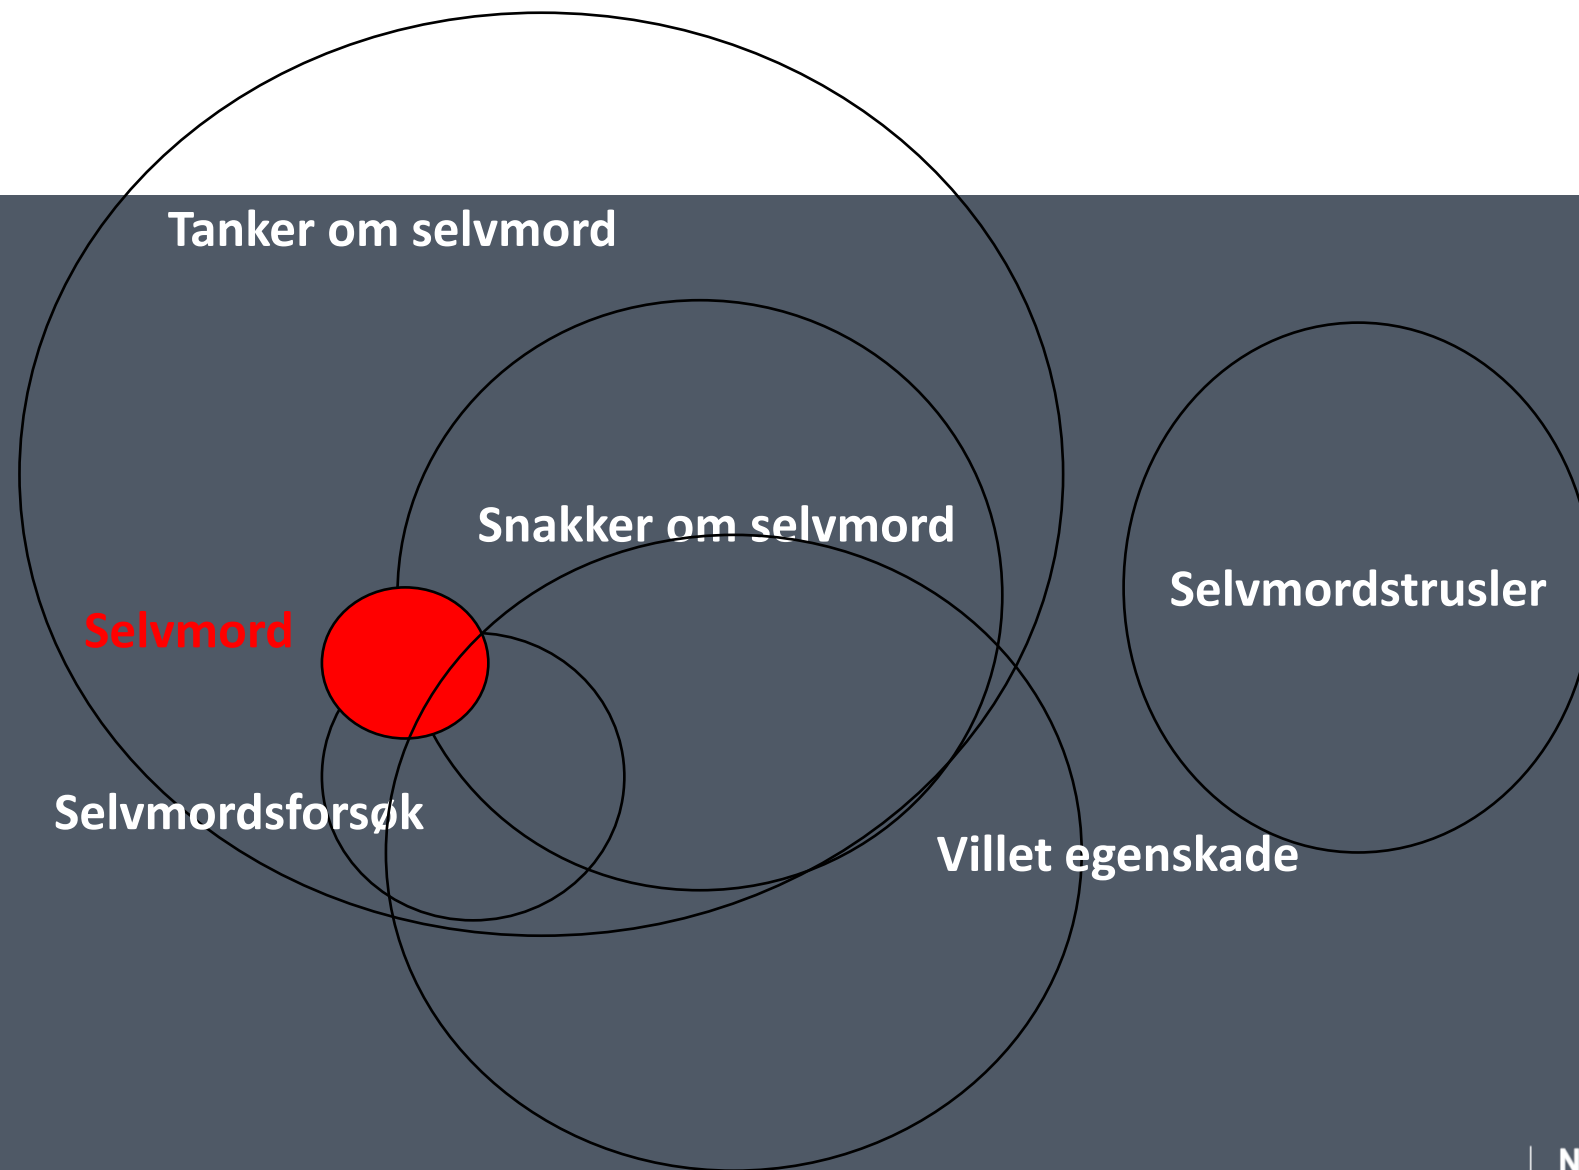 Tanker om selvmord
Snakker om selvmord
Selvmordstrusler
Selvmord
Selvmordsforsøk
Villet egenskade
N